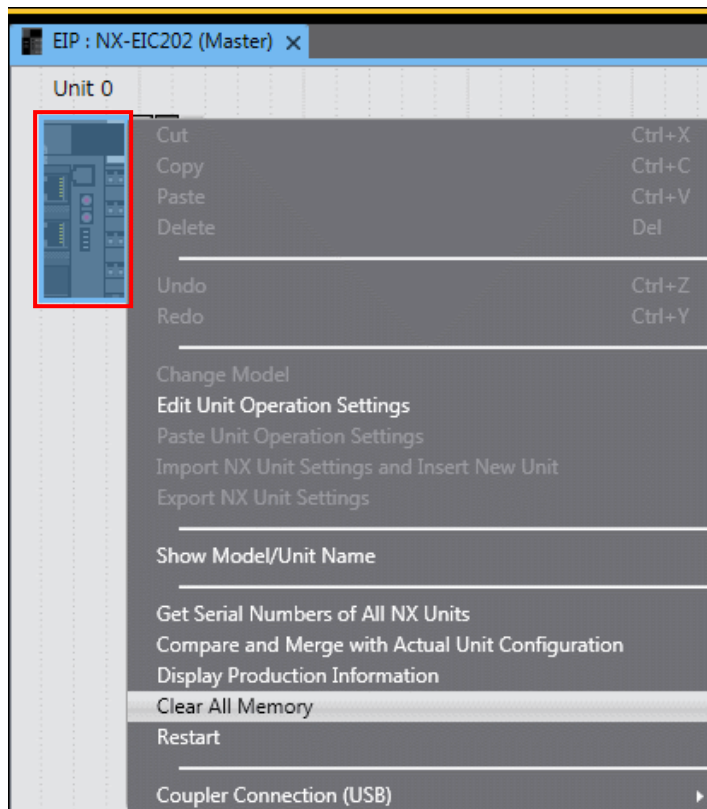 EIP : NX-EIC202 (Master) ×
Unit 0
Cut Ctrl+X
Copy Ctrl+C
Paste Ctrl+V
Delete Del
Undo Ctrl+Z
Redo Ctrl+Y
Change Model
Edit Unit Operation Settings
Paste Unit Operation Settings
Import NX Unit Settings and Insert New Unit
Export NX Unit Settings
Show Model/Unit Name
Get Serial Numbers of All NX Units
Compare and Merge with Actual Unit Configuration
Display Production Information
Clear All Memory
Restart
Coupler Connection (USB)